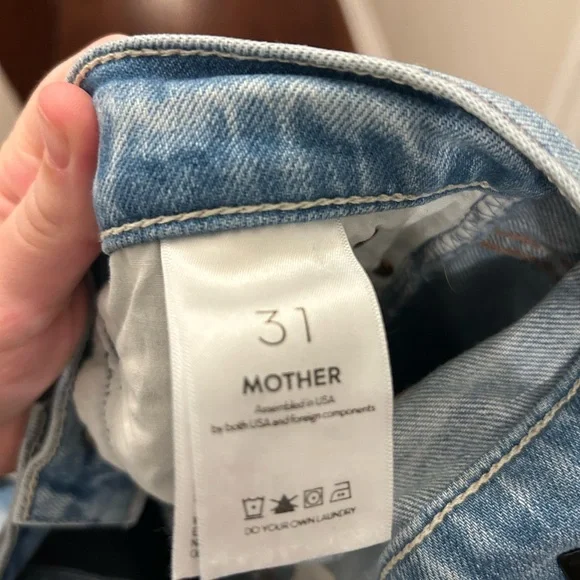 31
MOTHER
Assembled in USA
by both USA and foreign components
DO YOUR OWN LAUNDRY